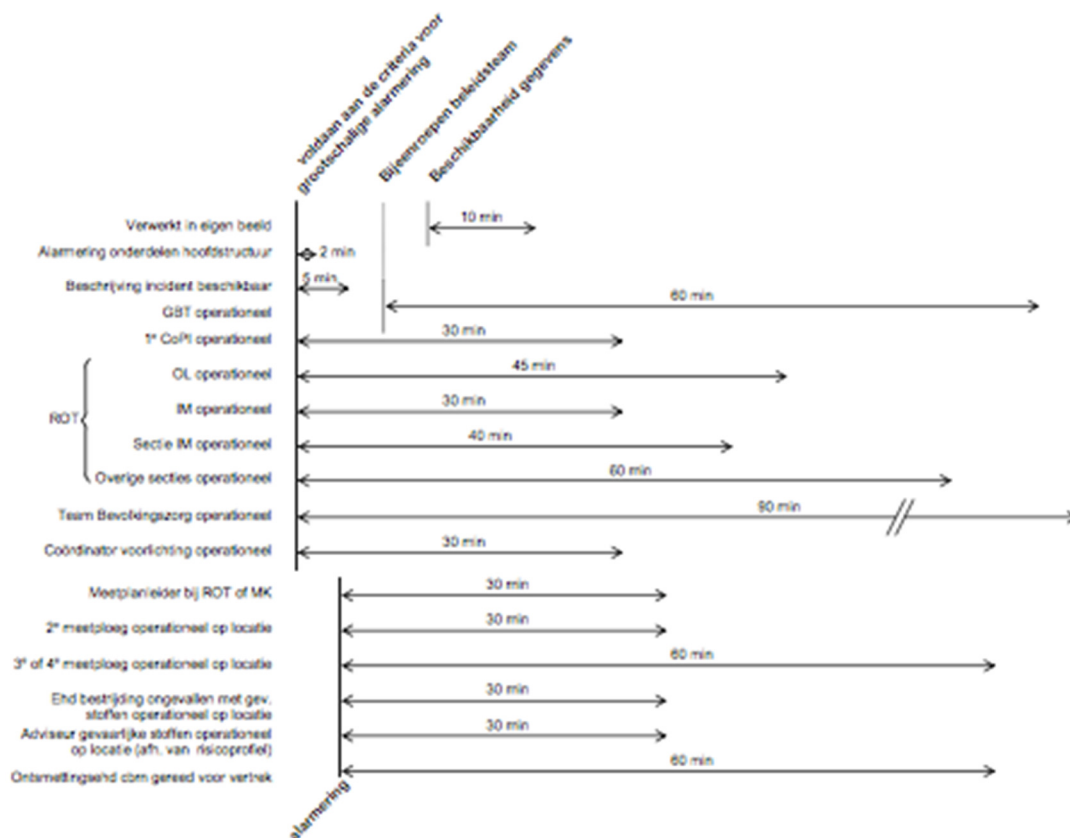 voldaan aan de criteria voor
grootschalige alarmering
Bijeenroepen beleidsteam
Beschikbaarheid gegevens
Verwerkt in eigen beeld
10 min
Alarmering onderdelen hoofdstructuur
2 min
Beschrijving incident beschikbaar
5 min
GBT operationeel
60 min
1e CoPI operationeel
30 min
ROT
OL operationeel
45 min
IM operationeel
30 min
Sectie IM operationeel
40 min
Overige secties operationeel
60 min
Team Bevolkingszorg operationeel
90 min
Coördinator voorlichting operationeel
30 min
Meetplanleider bij ROT of MK
30 min
2e meetploeg operationeel op locatie
30 min
3e of 4e meetploeg operationeel op locatie
60 min
Ehd bestrijding ongevallen met gev.
stoffen operationeel op locatie
30 min
Adviseur gevaarlijke stoffen operationeel
op locatie (afh. van risicoprofiel)
30 min
Ontsmettingsehd cbrn gereed voor vertrek
60 min
alarmering